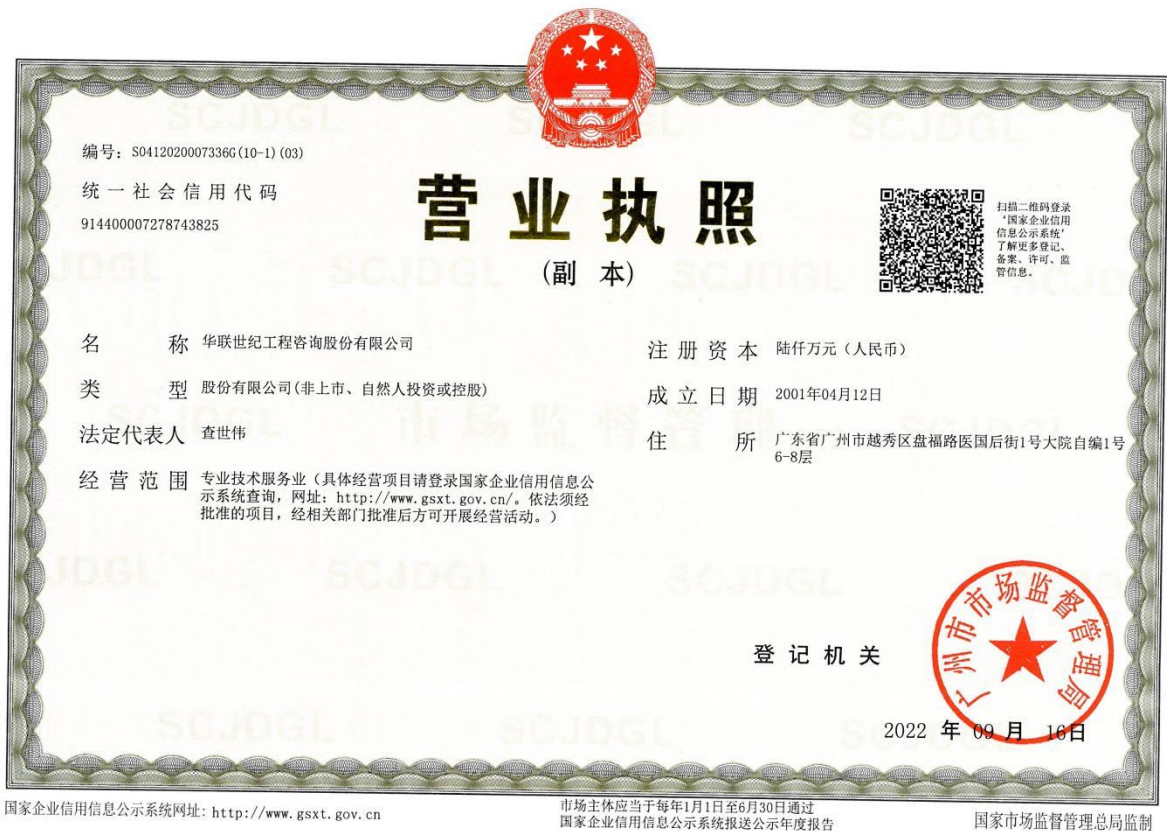 编号：S0412020007336G(10-1)(03)
统一社会信用代码
914400007278743825
营业执照
(副 本)
扫描二维码登录
‘国家企业信用
信息公示系统’
了解更多登记、
备案、许可、监
管信息。
名 称 华联世纪工程咨询股份有限公司
类 型 股份有限公司(非上市、自然人投资或控股)
法定代表人 查世伟
经营范围 专业技术服务业（具体经营项目请登录国家企业信用信息公
示系统查询，网址：http://www.gsxt.gov.cn/。依法须经
批准的项目，经相关部门批准后方可开展经营活动。）
注册资本 陆仟万元（人民币）
成立日期 2001年04月12日
住 所 广东省广州市越秀区盘福路医国后街1号大院自编1号
6-8层
登记机关
广州市市场监督管理局
2022 年 09 月 16日
国家企业信用信息公示系统网址：http://www.gsxt.gov.cn
市场主体应当于每年1月1日至6月30日通过
国家企业信用信息公示系统报送公示年度报告
国家市场监督管理总局监制
SCJDGL
市场监督管理